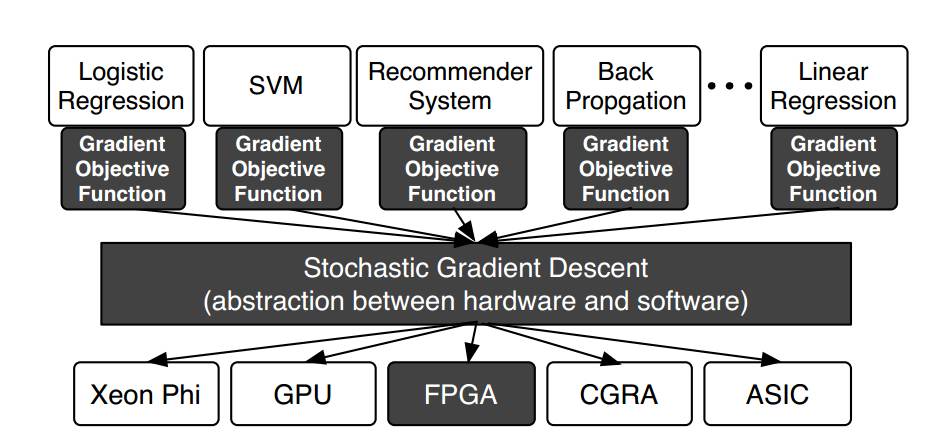 Logistic
Regression
SVM
Recommender
System
Back
Propgation
Linear
Regression
Gradient
Objective
Function
Gradient
Objective
Function
Gradient
Objective
Function
Gradient
Objective
Function
Gradient
Objective
Function
Stochastic Gradient Descent
(abstraction between hardware and software)
Xeon Phi
GPU
FPGA
CGRA
ASIC